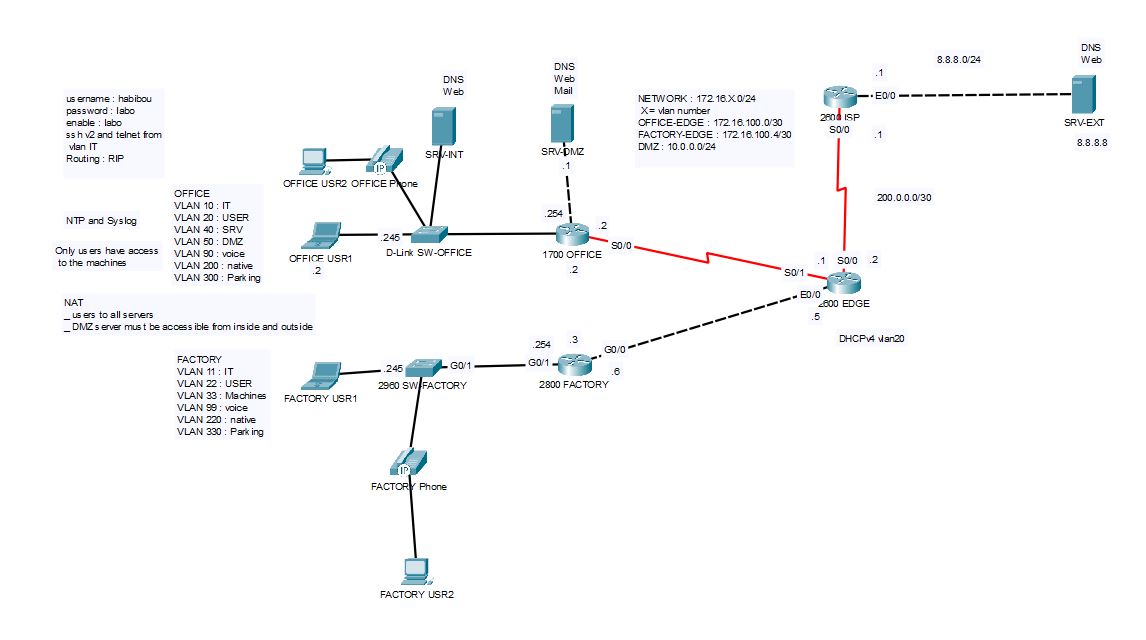 DNS
Web
8.8.8.0/24
.1
E0/0
2600 ISP
S0/0
.1
SRV-EXT
8.8.8.8
200.0.0.0/30
username : habibou
password : labo
enable : labo
ssh v2 and telnet from
vlan IT
Routing : RIP
DNS
Web
SRV-INT
DNS
Web
Mail
SRV-DMZ
.1
NETWORK : 172.16.X.0/24
X = vlan number
OFFICE-EDGE : 172.16.100.0/30
FACTORY-EDGE : 172.16.100.4/30
DMZ : 10.0.0.0/24
OFFICE USR2
IP
OFFICE Phone
OFFICE
VLAN 10 : IT
VLAN 20 : USER
VLAN 40 : SRV
VLAN 50 : DMZ
VLAN 90 : voice
VLAN 200 : native
VLAN 300 : Parking
NTP and Syslog
Only users have access
to the machines
OFFICE USR1
.2
.245
D-Link SW-OFFICE
.254
.2
S0/0
1700 OFFICE
.2
.1
S0/0
.2
S0/1
E0/0
2600 EDGE
.5
DHCPv4 vlan20
NAT
_ users to all servers
_ DMZ server must be accessible from inside and outside
FACTORY
VLAN 11 : IT
VLAN 22 : USER
VLAN 33 : Machines
VLAN 99 : voice
VLAN 220 : native
VLAN 330 : Parking
FACTORY USR1
.245
G0/1
2960 SW-FACTORY
.254
.3
G0/1
G0/0
.6
2800 FACTORY
IP
FACTORY Phone
FACTORY USR2